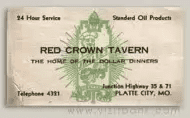 24 Hour Service Standard Oil Products
RED CROWN TAVERN
THE HOME OF THE DOLLAR DINNERS
Junction Highway 35 & 71
Telephone 4321 PLATTE CITY, MO.